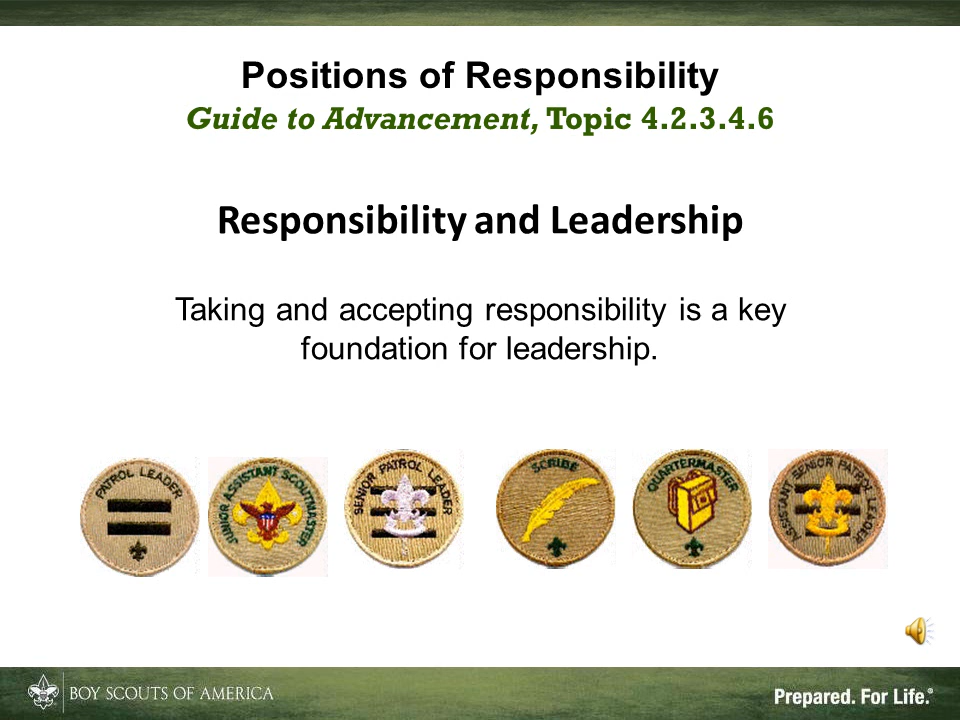 Positions of Responsibility
Guide to Advancement, Topic 4.2.3.4.6
Responsibility and Leadership
Taking and accepting responsibility is a key
foundation for leadership.
PATROL LEADER
JUNIOR ASSISTANT SCOUTMASTER
SENIOR PATROL LEADER
SCRIBE
QUARTERMASTER
ASSISTANT SENIOR PATROL LEADER
BOY SCOUTS OF AMERICA
Prepared. For Life.®